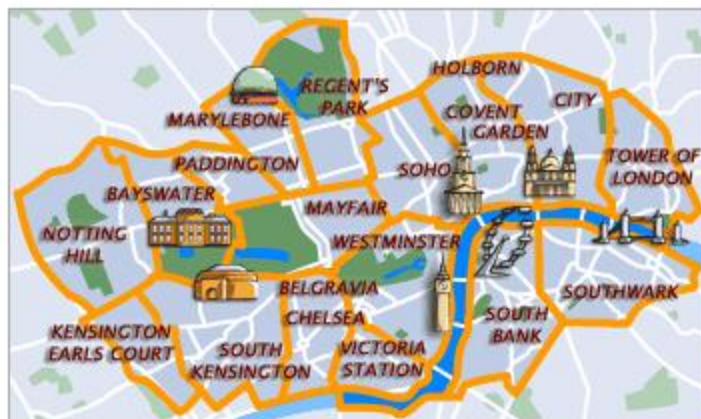 HOLBORN
REGENT'S
PARK
CITY
COVENT
GARDEN
MARYLEBONE
TOWER OF
LONDON
PADDINGTON
SOHO
BAYSWATER
MAYFAIR
NOTTING
HILL
WESTMINSTER
BELGRAVIA
SOUTHWARK
CHELSEA
SOUTH
BANK
KENSINGTON
EARLS COURT
SOUTH
KENSINGTON
VICTORIA
STATION